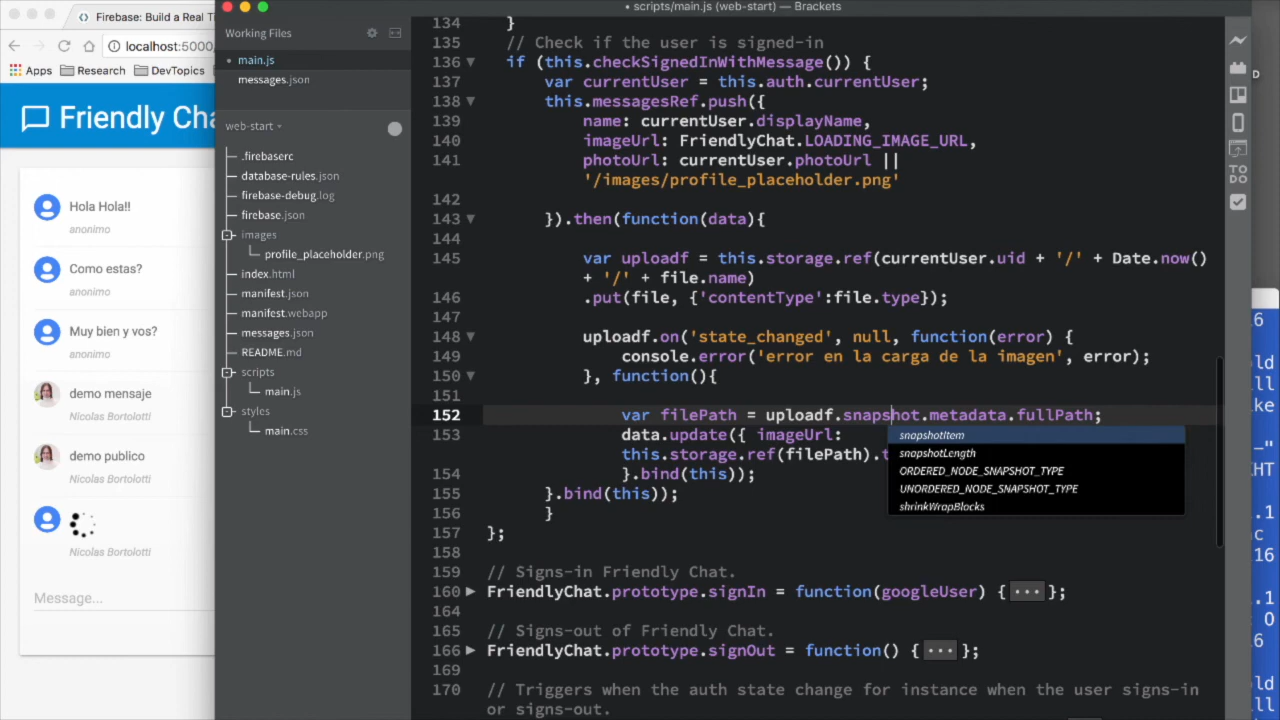 Firebase: Build a Real Ti
localhost:5000/
Apps Research DevTopics
Friendly Cha
Hola Hola!!
anonimo
Como estas?
anonimo
Muy bien y vos?
anonimo
demo mensaje
Nicolas Bortolotti
demo publico
Nicolas Bortolotti
Nicolas Bortolotti
Message...
• scripts/main.js (web-start) — Brackets
Working Files
main.js
messages.json
web-start
.firebaserc
database-rules.json
firebase-debug.log
firebase.json
images
profile_placeholder.png
index.html
manifest.json
manifest.webapp
messages.json
README.md
scripts
main.js
styles
main.css
134 }
135 // Check if the user is signed-in
136 if (this.checkSignedInWithMessage()) {
137 var currentUser = this.auth.currentUser;
138 this.messagesRef.push({
139 name: currentUser.displayName,
140 imageUrl: FriendlyChat.LOADING_IMAGE_URL,
141 photoUrl: currentUser.photoUrl ||
'/images/profile_placeholder.png'
142
143 }).then(function(data){
144
145 var uploadf = this.storage.ref(currentUser.uid + '/' + Date.now()
+ '/' + file.name)
146 .put(file, {'contentType':file.type});
147
148 uploadf.on('state_changed', null, function(error) {
149 console.error('error en la carga de la imagen', error);
150 }, function(){
151
152 var filePath = uploadf.snapshot.metadata.fullPath;
153 data.update({ imageUrl:
this.storage.ref(filePath).t
154 }.bind(this));
155 }.bind(this));
156 }
157 };
158
159 // Signs-in Friendly Chat.
160 FriendlyChat.prototype.signIn = function(googleUser) {...};
164
165 // Signs-out of Friendly Chat.
166 FriendlyChat.prototype.signOut = function() {...};
169
170 // Triggers when the auth state change for instance when the user signs-in
or signs-out.
snapshotItem
snapshotLength
ORDERED_NODE_SNAPSHOT_TYPE
UNORDERED_NODE_SNAPSHOT_TYPE
shrinkWrapBlocks
TO
DO